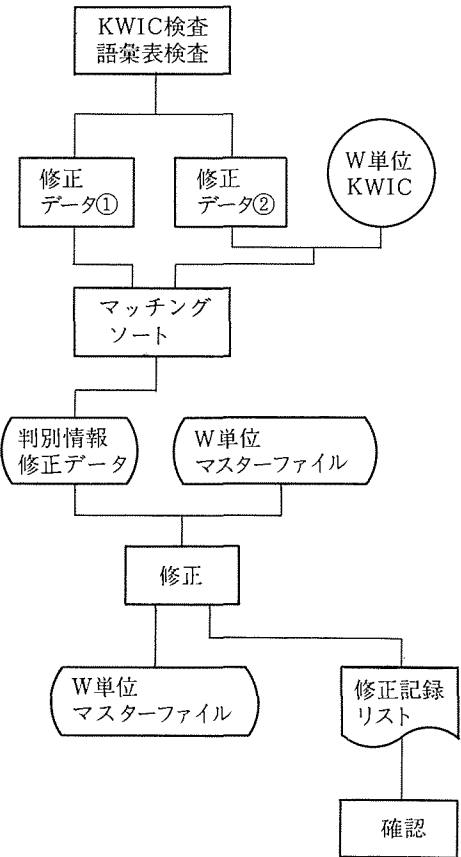 KWIC検査
語彙表検査
修正
データ①
修正
データ②
W単位
KWIC
マッチング
ソート
判別情報
修正データ
W単位
マスターファイル
修正
W単位
マスターファイル
修正記録
リスト
確認